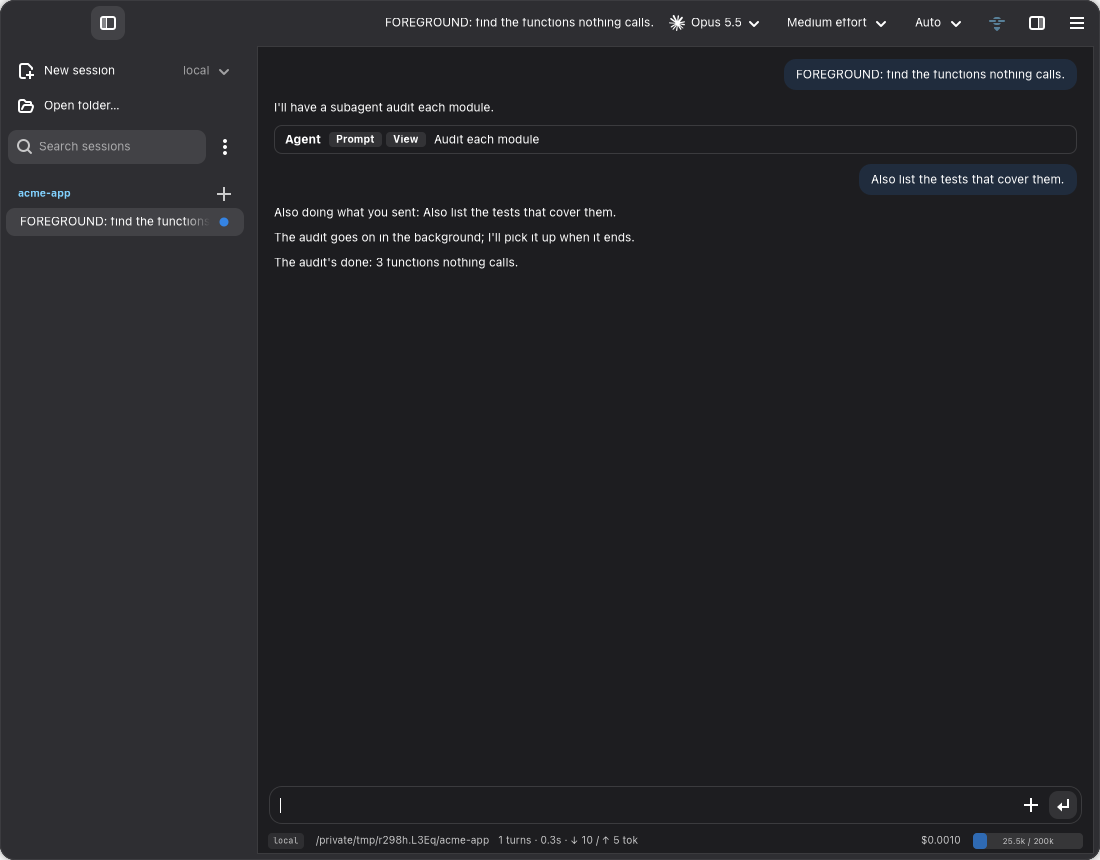 FOREGROUND: find the functions nothing calls.
Opus 5.5
Medium effort
Auto
New session
local
Open folder...
Search sessions
acme-app
FOREGROUND: find the functions
FOREGROUND: find the functions nothing calls.
I'll have a subagent audit each module.
Agent Prompt View Audit each module
Also list the tests that cover them.
Also doing what you sent: Also list the tests that cover them.
The audit goes on in the background; I'll pick it up when it ends.
The audit's done: 3 functions nothing calls.
local /private/tmp/r298h.L3Eq/acme-app 1 turns · 0.3s · ↓ 10 / ↑ 5 tok $0.0010 25.5k / 200k